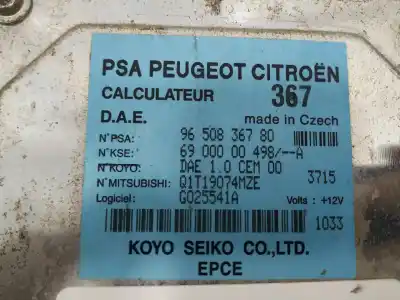 PSA PEUGEOT CITROËN
CALCULATEUR 367
D.A.E. made in Czech
N°PSA: 96 508 367 80
N°KSE: 69 000 00 498/--A
N°KOYO: DAE 1.0 CEM 00
N°MITSUBISHI: Q1T19074MZE 3715
Logiciel: G025541A Volts : +12V
1033
KOYO SEIKO CO.,LTD.
EPCE